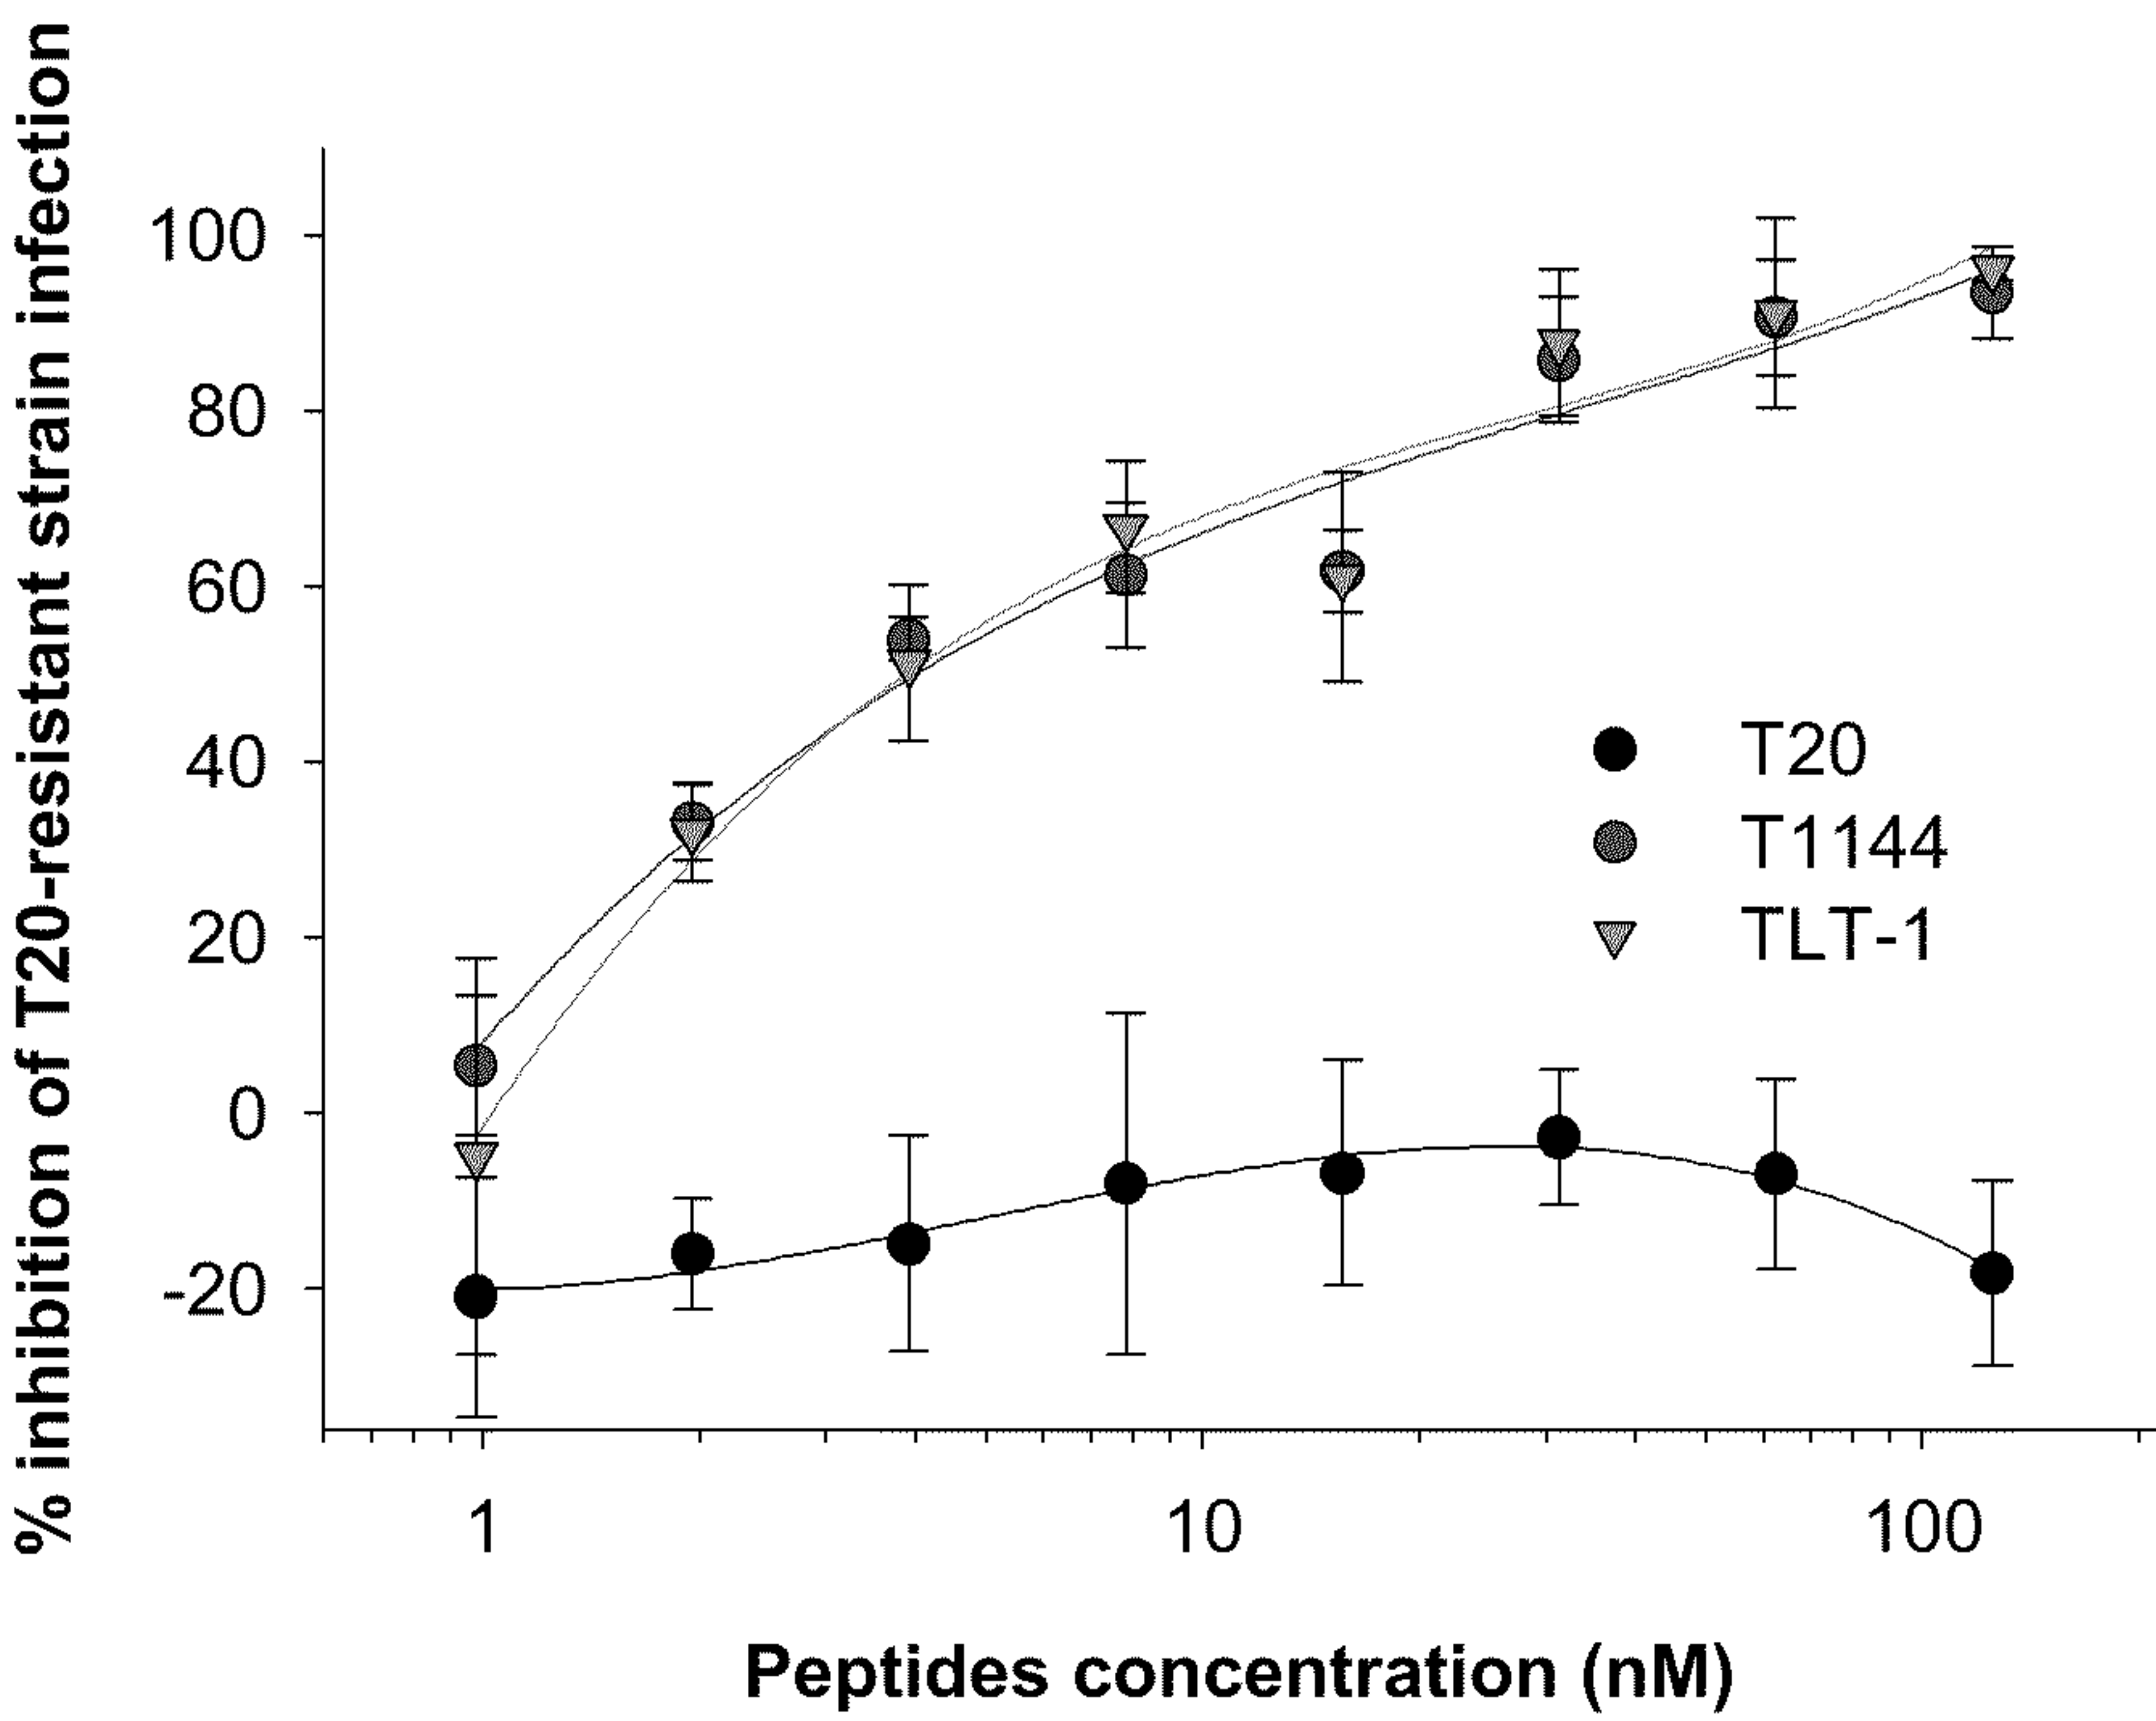 % inhibition of T20-resistant strain infection
100
80
60
40
20
0
-20
T20
T1144
TLT-1
1 10 100
Peptides concentration (nM)